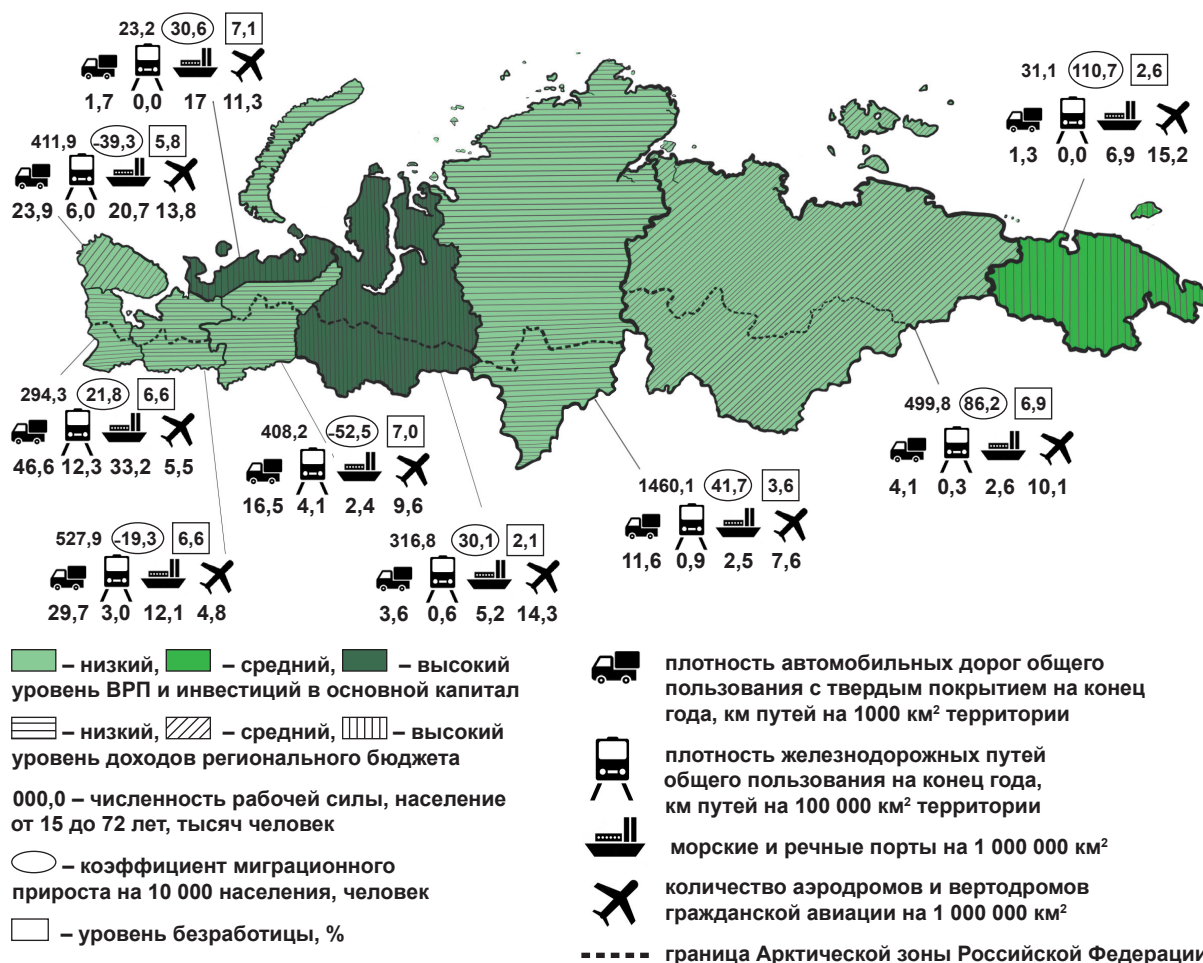 23,2 30,6 7,1
1,7 0,0 17 11,3
31,1 110,7 2,6
1,3 0,0 6,9 15,2
411,9 -39,3 5,8
23,9 6,0 20,7 13,8
294,3 21,8 6,6
46,6 12,3 33,2 5,5
408,2 -52,5 7,0
16,5 4,1 2,4 9,6
499,8 86,2 6,9
4,1 0,3 2,6 10,1
1460,1 41,7 3,6
11,6 0,9 2,5 7,6
527,9 -19,3 6,6
29,7 3,0 12,1 4,8
316,8 30,1 2,1
3,6 0,6 5,2 14,3
– низкий, – средний, – высокий
уровень ВРП и инвестиций в основной капитал
– низкий, – средний, – высокий
уровень доходов регионального бюджета
000,0 – численность рабочей силы, население
от 15 до 72 лет, тысяч человек
– коэффициент миграционного
прироста на 10 000 населения, человек
– уровень безработицы, %
плотность автомобильных дорог общего
пользования с твердым покрытием на конец
года, км путей на 1000 км² территории
плотность железнодорожных путей
общего пользования на конец года,
км путей на 100 000 км² территории
морские и речные порты на 1 000 000 км²
количество аэродромов и вертодромов
гражданской авиации на 1 000 000 км²
граница Арктической зоны Российской Федерации